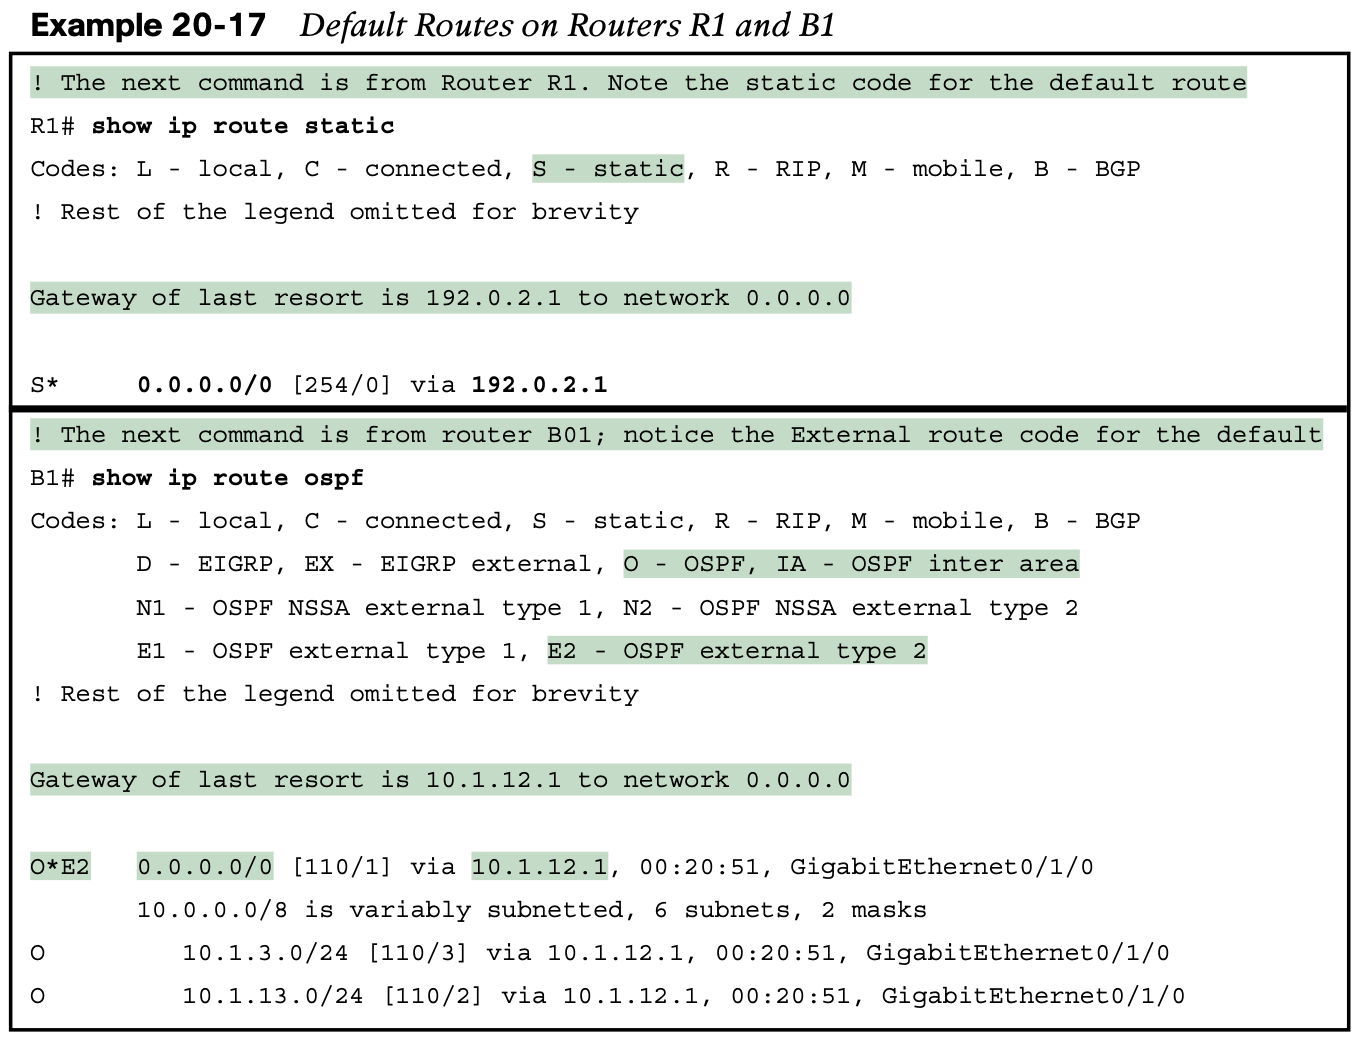 Example 20-17 Default Routes on Routers R1 and B1
! The next command is from Router R1. Note the static code for the default route
R1# show ip route static
Codes: L - local, C - connected, S - static, R - RIP, M - mobile, B - BGP
! Rest of the legend omitted for brevity
Gateway of last resort is 192.0.2.1 to network 0.0.0.0
S*     0.0.0.0/0 [254/0] via 192.0.2.1
! The next command is from router B01; notice the External route code for the default
B1# show ip route ospf
Codes: L - local, C - connected, S - static, R - RIP, M - mobile, B - BGP
       D - EIGRP, EX - EIGRP external, O - OSPF, IA - OSPF inter area
       N1 - OSPF NSSA external type 1, N2 - OSPF NSSA external type 2
       E1 - OSPF external type 1, E2 - OSPF external type 2
! Rest of the legend omitted for brevity
Gateway of last resort is 10.1.12.1 to network 0.0.0.0
O*E2   0.0.0.0/0 [110/1] via 10.1.12.1, 00:20:51, GigabitEthernet0/1/0
       10.0.0.0/8 is variably subnetted, 6 subnets, 2 masks
O         10.1.3.0/24 [110/3] via 10.1.12.1, 00:20:51, GigabitEthernet0/1/0
O         10.1.13.0/24 [110/2] via 10.1.12.1, 00:20:51, GigabitEthernet0/1/0